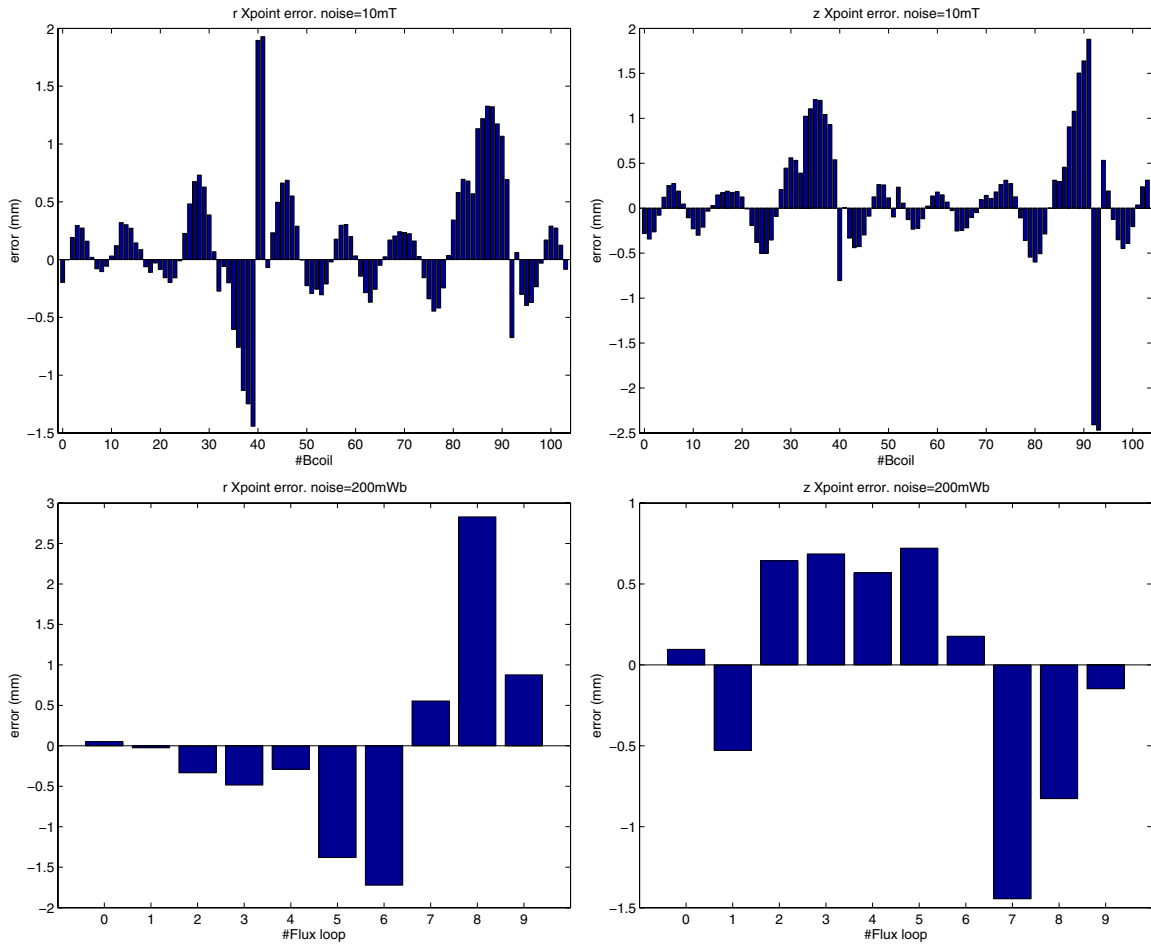 r Xpoint error. noise=10mT
2
1.5
1
0.5
0
−0.5
−1
−1.5
error (mm)
0 10 20 30 40 50 60 70 80 90 100
#Bcoil
z Xpoint error. noise=10mT
2
1.5
1
0.5
0
−0.5
−1
−1.5
−2
−2.5
error (mm)
0 10 20 30 40 50 60 70 80 90 100
#Bcoil
r Xpoint error. noise=200mWb
3
2.5
2
1.5
1
0.5
0
−0.5
−1
−1.5
−2
error (mm)
0 1 2 3 4 5 6 7 8 9
#Flux loop
z Xpoint error. noise=200mWb
1
0.5
0
−0.5
−1
−1.5
error (mm)
0 1 2 3 4 5 6 7 8 9
#Flux loop